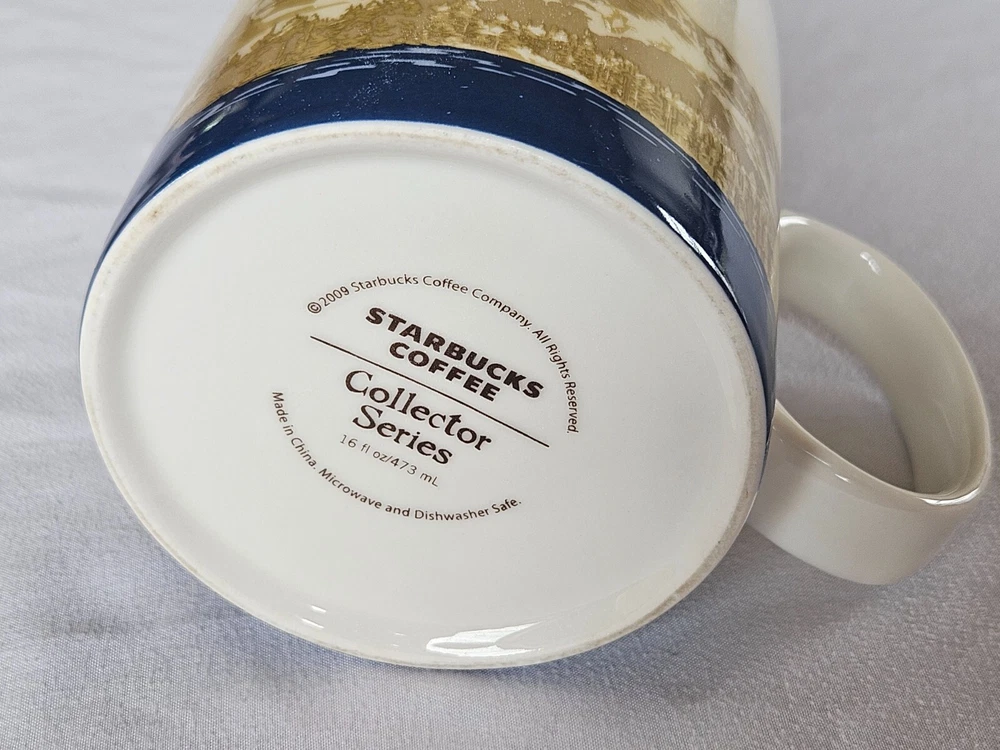 ©2009 Starbucks Coffee Company. All Rights Reserved.
STARBUCKS
COFFEE
Collector
Series
16 fl oz/473 mL
Made in China. Microwave and Dishwasher Safe.